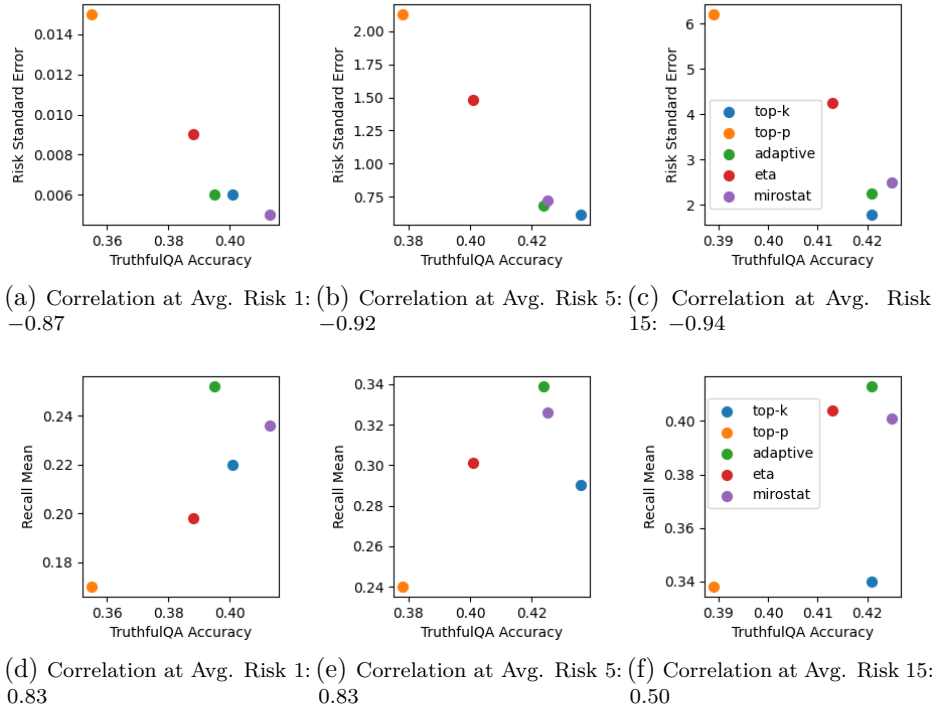 0.014
0.012
0.010
0.008
0.006
Risk Standard Error
0.36
0.38
0.40
TruthfulQA Accuracy
2.00
1.75
1.50
1.25
1.00
0.75
Risk Standard Error
0.38
0.40
0.42
TruthfulQA Accuracy
6
5
4
3
2
Risk Standard Error
top-k
top-p
adaptive
eta
mirostat
0.39
0.40
0.41
0.42
TruthfulQA Accuracy
(a) Correlation at Avg. Risk 1:
−0.87
(b) Correlation at Avg. Risk 5:
−0.92
(c) Correlation at Avg. Risk
15: −0.94
0.24
0.22
0.20
0.18
Recall Mean
0.36
0.38
0.40
TruthfulQA Accuracy
0.34
0.32
0.30
0.28
0.26
0.24
Recall Mean
0.38
0.40
0.42
TruthfulQA Accuracy
0.40
0.38
0.36
0.34
Recall Mean
top-k
top-p
adaptive
eta
mirostat
0.39
0.40
0.41
0.42
TruthfulQA Accuracy
(d) Correlation at Avg. Risk 1:
0.83
(e) Correlation at Avg. Risk 5:
0.83
(f) Correlation at Avg. Risk 15:
0.50